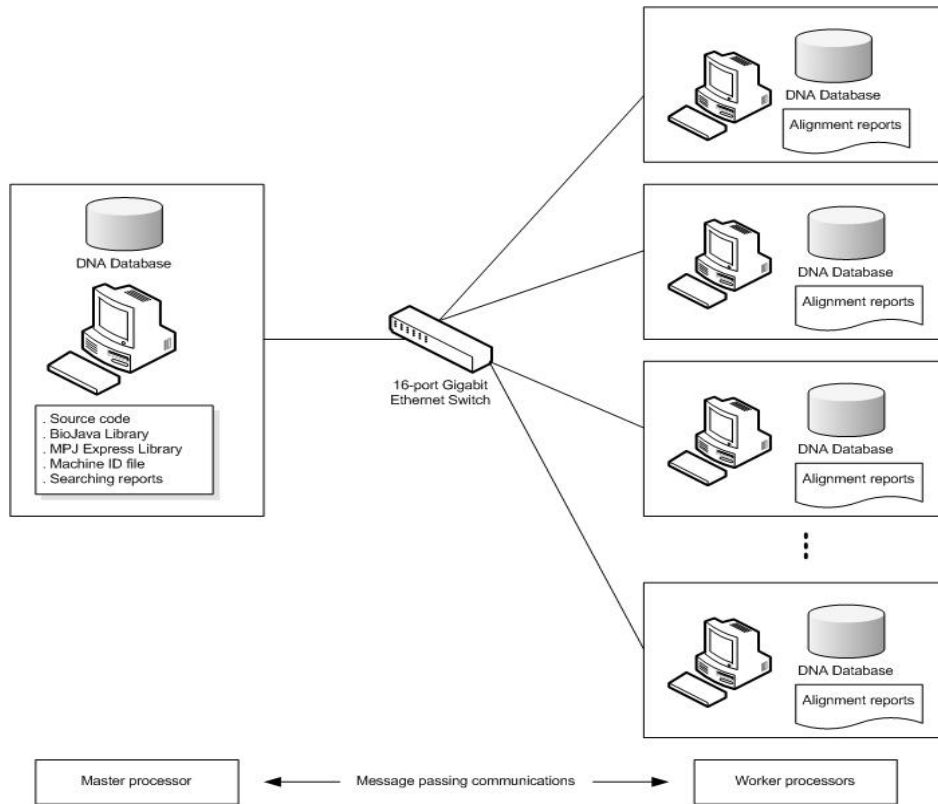 DNA Database
. Source code
. BioJava Library
. MPJ Express Library
. Machine ID file
. Searching reports
16-port Gigabit
Ethernet Switch
DNA Database
Alignment reports
DNA Database
Alignment reports
DNA Database
Alignment reports
DNA Database
Alignment reports
Master processor
Message passing communications
Worker processors